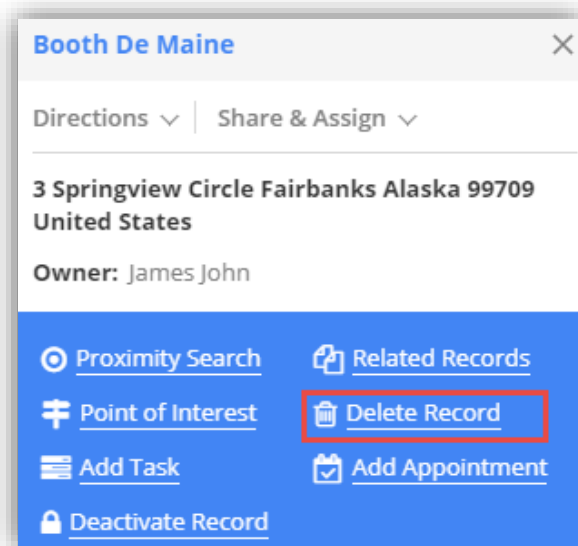 Booth De Maine
Directions Share & Assign
3 Springview Circle Fairbanks Alaska 99709
United States
Owner: James John
Proximity Search Related Records
Point of Interest Delete Record
Add Task Add Appointment
Deactivate Record